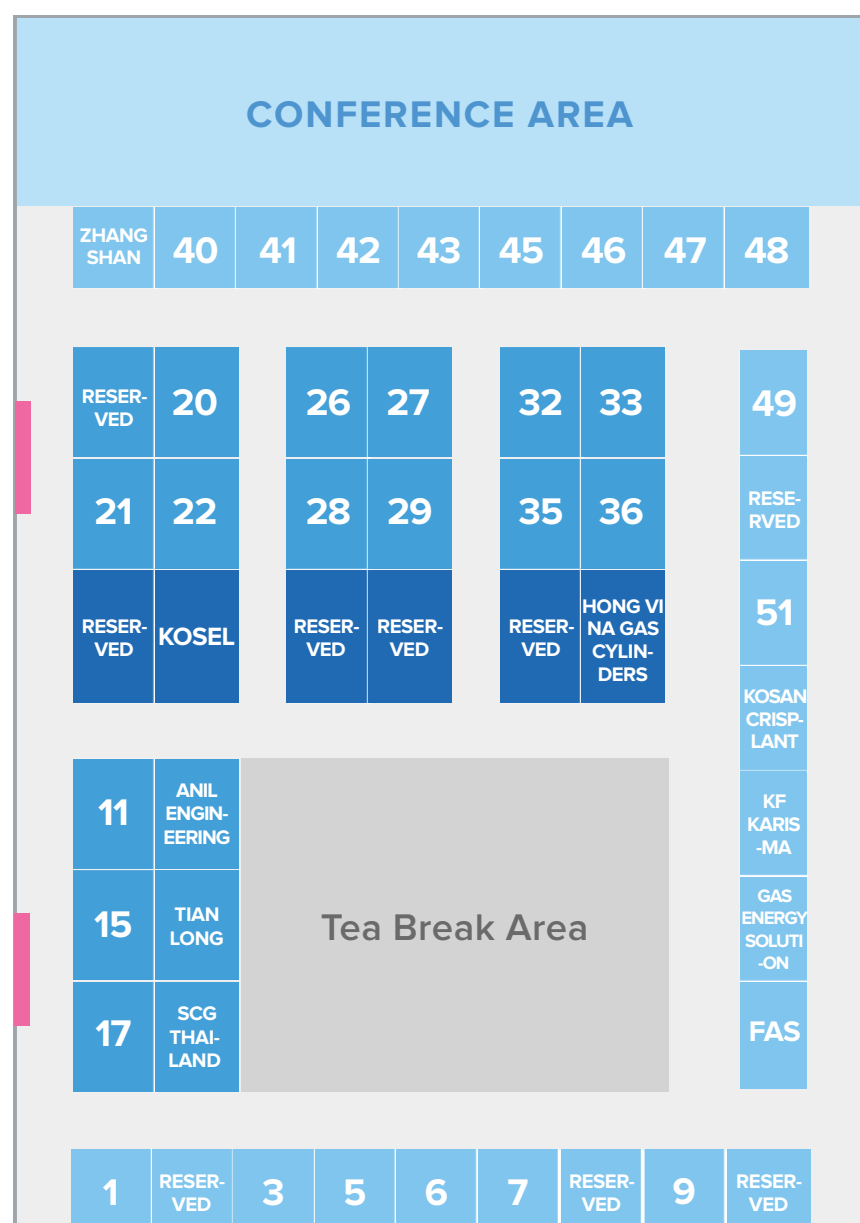 CONFERENCE AREA
ZHANG
SHAN
40
41
42
43
45
46
47
48
RESER-
VED
20
26
27
32
33
49
21
22
28
29
35
36
RESE-
RVED
RESER-
VED
KOSEL
RESER-
VED
RESER-
VED
RESER-
VED
HONG VI
NA GAS
CYLIN-
DERS
51
KOSAN
CRISP-
LANT
11
ANIL
ENGIN-
EERING
KF
KARIS
-MA
15
TIAN
LONG
Tea Break Area
GAS
ENERGY
SOLUTI
-ON
17
SCG
THAI-
LAND
FAS
1
RESER-
VED
3
5
6
7
RESER-
VED
9
RESER-
VED